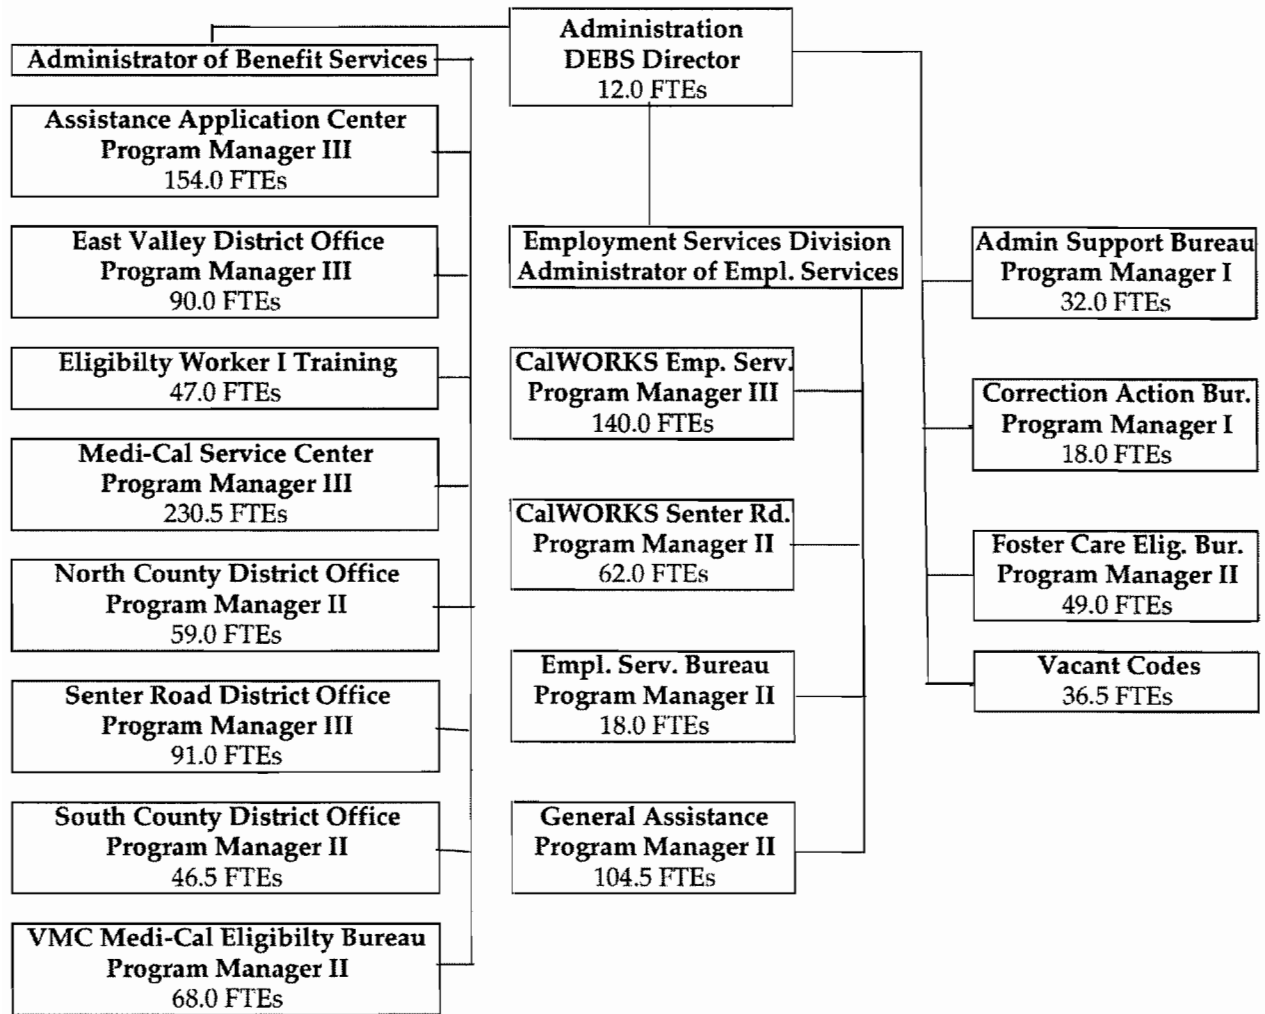 Administration
DEBS Director
12.0 FTEs
Administrator of Benefit Services
Assistance Application Center
Program Manager III
154.0 FTEs
East Valley District Office
Program Manager III
90.0 FTEs
Eligibilty Worker I Training
47.0 FTEs
Medi-Cal Service Center
Program Manager III
230.5 FTEs
North County District Office
Program Manager II
59.0 FTEs
Senter Road District Office
Program Manager III
91.0 FTEs
South County District Office
Program Manager II
46.5 FTEs
VMC Medi-Cal Eligibilty Bureau
Program Manager II
68.0 FTEs
Employment Services Division
Administrator of Empl. Services
CalWORKS Emp. Serv.
Program Manager III
140.0 FTEs
CalWORKS Senter Rd.
Program Manager II
62.0 FTEs
Empl. Serv. Bureau
Program Manager II
18.0 FTEs
General Assistance
Program Manager II
104.5 FTEs
Admin Support Bureau
Program Manager I
32.0 FTEs
Correction Action Bur.
Program Manager I
18.0 FTEs
Foster Care Elig. Bur.
Program Manager II
49.0 FTEs
Vacant Codes
36.5 FTEs